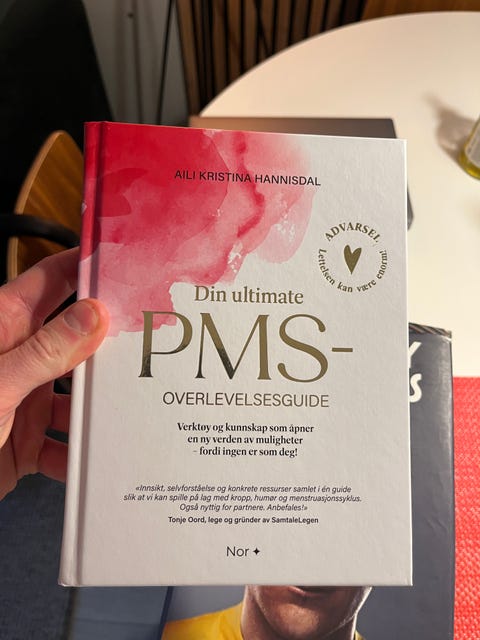 AILI KRISTINA HANNISDAL
ADVARSEL
Lettelsen kan være enorm!
Din ultimate
PMS-
OVERLEVELSESGUIDE
Verktøy og kunnskap som åpner
en ny verden av muligheter
– fordi ingen er som deg!
«Innsikt, selvforståelse og konkrete ressurser samlet i én guide
slik at vi kan spille på lag med kropp, humør og menstruasjonssyklus.
Også nyttig for partnere. Anbefales!»
Tonje Oord, lege og gründer av SamtaleLegen
Nor